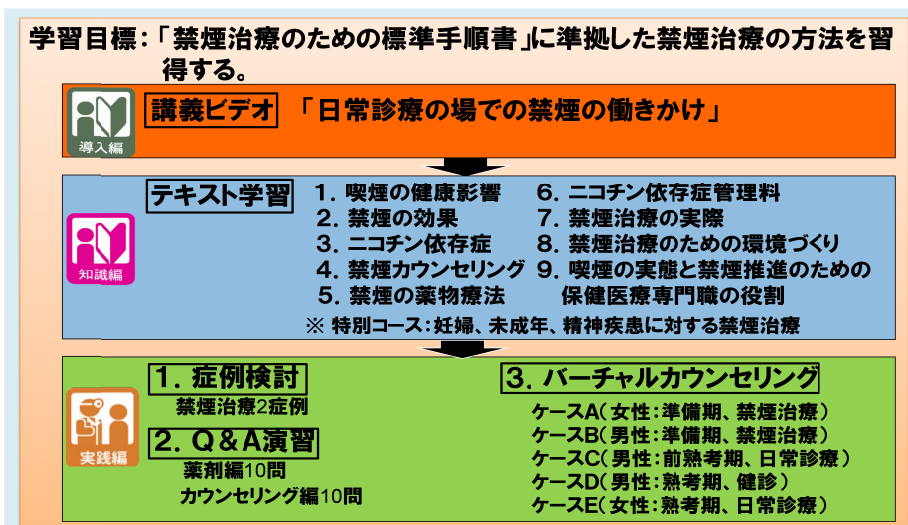 学習目標：「禁煙治療のための標準手順書」に準拠した禁煙治療の方法を習
得する。
導入編
講義ビデオ 「日常診療の場での禁煙の働きかけ」
知識編
テキスト学習
1．喫煙の健康影響
2．禁煙の効果
3．ニコチン依存症
4．禁煙カウンセリング
5．禁煙の薬物療法
6．ニコチン依存症管理料
7．禁煙治療の実際
8．禁煙治療のための環境づくり
9．喫煙の実態と禁煙推進のための
保健医療専門職の役割
※ 特別コース：妊婦、未成年、精神疾患に対する禁煙治療
実践編
1．症例検討
禁煙治療2症例
2．Q＆A演習
薬剤編10問
カウンセリング編10問
3．バーチャルカウンセリング
ケースA（女性：準備期、禁煙治療）
ケースB（男性：準備期、禁煙治療）
ケースC（男性：前熟考期、日常診療）
ケースD（男性：熟考期、健診）
ケースE（女性：熟考期、日常診療）